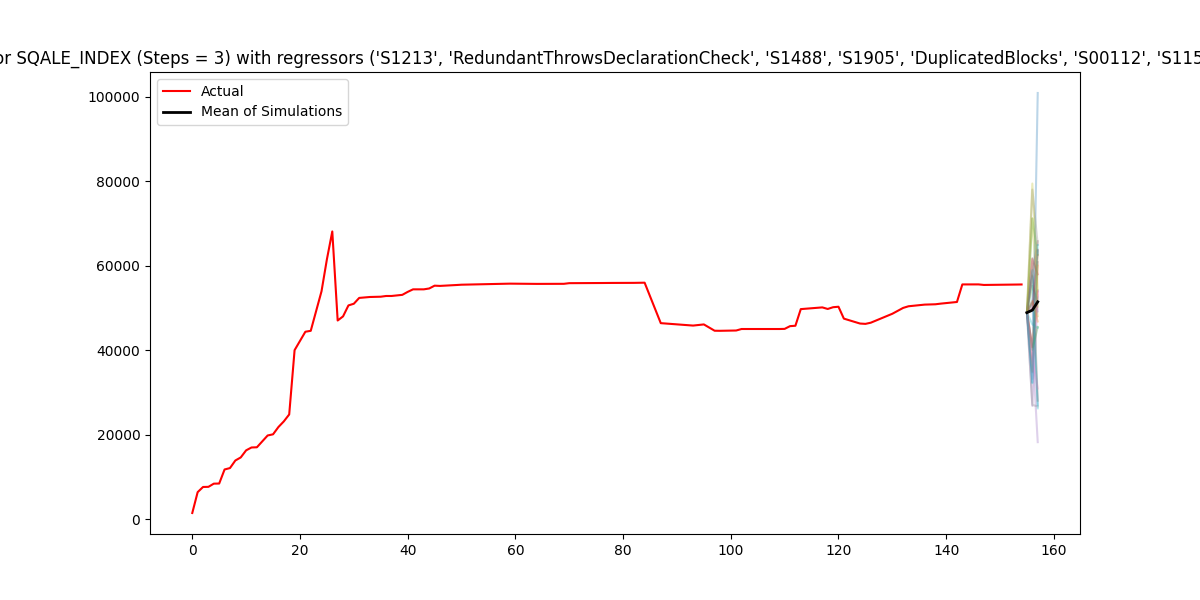 or SQALE_INDEX (Steps = 3) with regressors ('S1213', 'RedundantThrowsDeclarationCheck', 'S1488', 'S1905', 'DuplicatedBlocks', 'S00112', 'S115
Actual
Mean of Simulations
100000
80000
60000
40000
20000
0
0 20 40 60 80 100 120 140 160